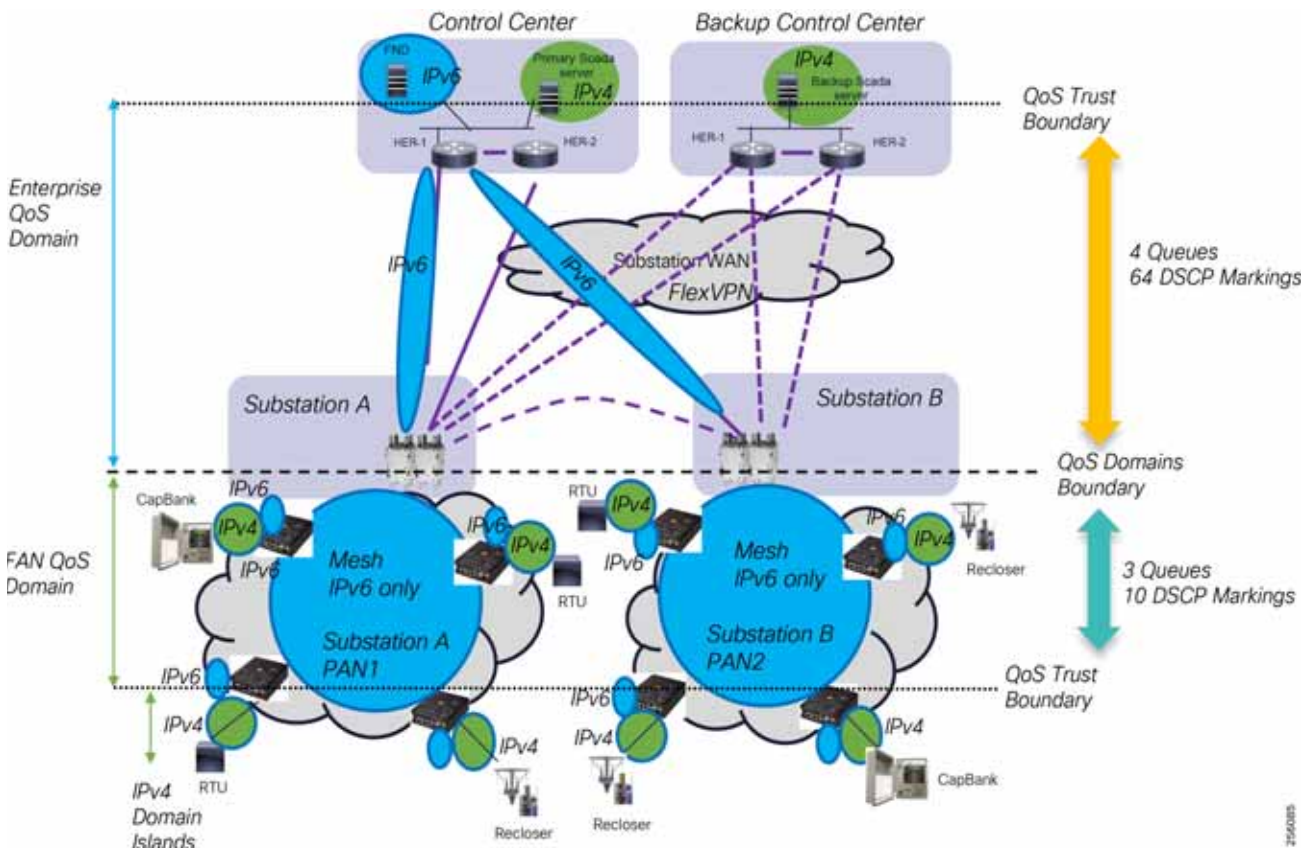 Control Center
Backup Control Center
FND
IPv6
Primary Scada
server
IPv4
IPv4
Backup Scada
server
QoS Trust
Boundary
HER-1
HER-2
HER-1
HER-2
Enterprise
QoS
Domain
IPv6
IPv6
Substation WAN
FlexVPN
4 Queues
64 DSCP Markings
Substation A
Substation B
QoS Domains
Boundary
CapBank
IPv6
IPv4
IPv6
IPv6
IPv4
RTU
RTU
IPv4
IPv6
IPv6
IPv4
Recloser
FAN QoS
Domain
Mesh
IPv6 only
Substation A
PAN1
Mesh
IPv6 only
Substation B
PAN2
3 Queues
10 DSCP Markings
QoS Trust
Boundary
IPv6
IPv4
RTU
IPv4
Recloser
IPv6
IPv4
Recloser
IPv4
CapBank
IPv4
Domain
Islands
256085